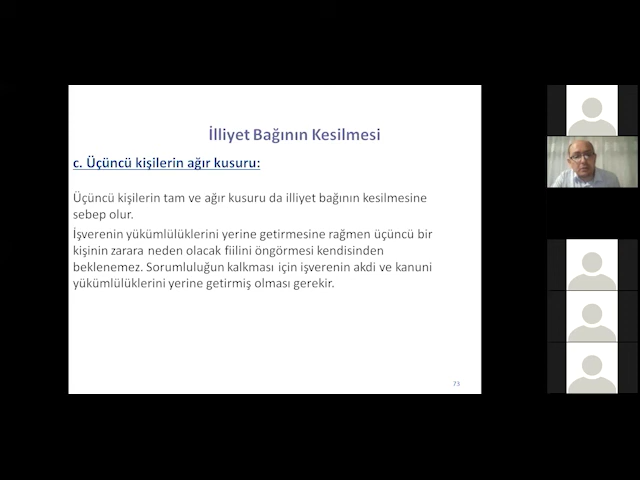 İlliyet Bağının Kesilmesi
c. Üçüncü kişilerin ağır kusuru:
Üçüncü kişilerin tam ve ağır kusuru da illiyet bağının kesilmesine
sebep olur.
İşverenin yükümlülüklerini yerine getirmesine rağmen üçüncü bir
kişinin zarara neden olacak fiilini öngörmesi kendisinden
beklenemez. Sorumluluğun kalkması için işverenin akdi ve kanuni
yükümlülüklerini yerine getirmiş olması gerekir.
73